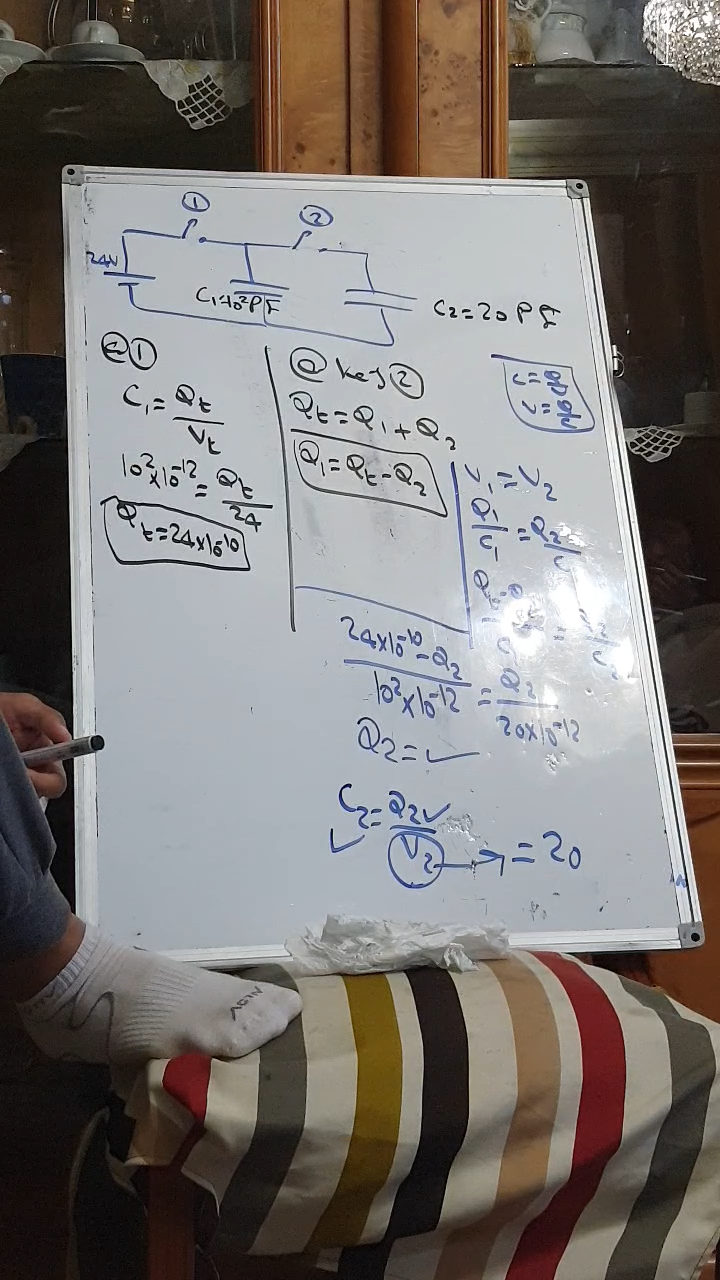 ① ②
24V
C₁=10²PF
C₂=20PF
@①
C₁ = Qt/Vt
10²×10⁻¹² = Qt/24
Qt=24×10⁻¹⁰
@ key ②
Qt=Q₁+Q₂
Q₁=Qt-Q₂
V=Q/C
V₁=V₂
Q₁/C₁ = Q₂/C
(24×10⁻¹⁰-Q₂)/(10²×10⁻¹²) = Q₂/(20×10⁻¹²)
Q₂=✓
C₂=Q₂✓/V₂ → =20
✓